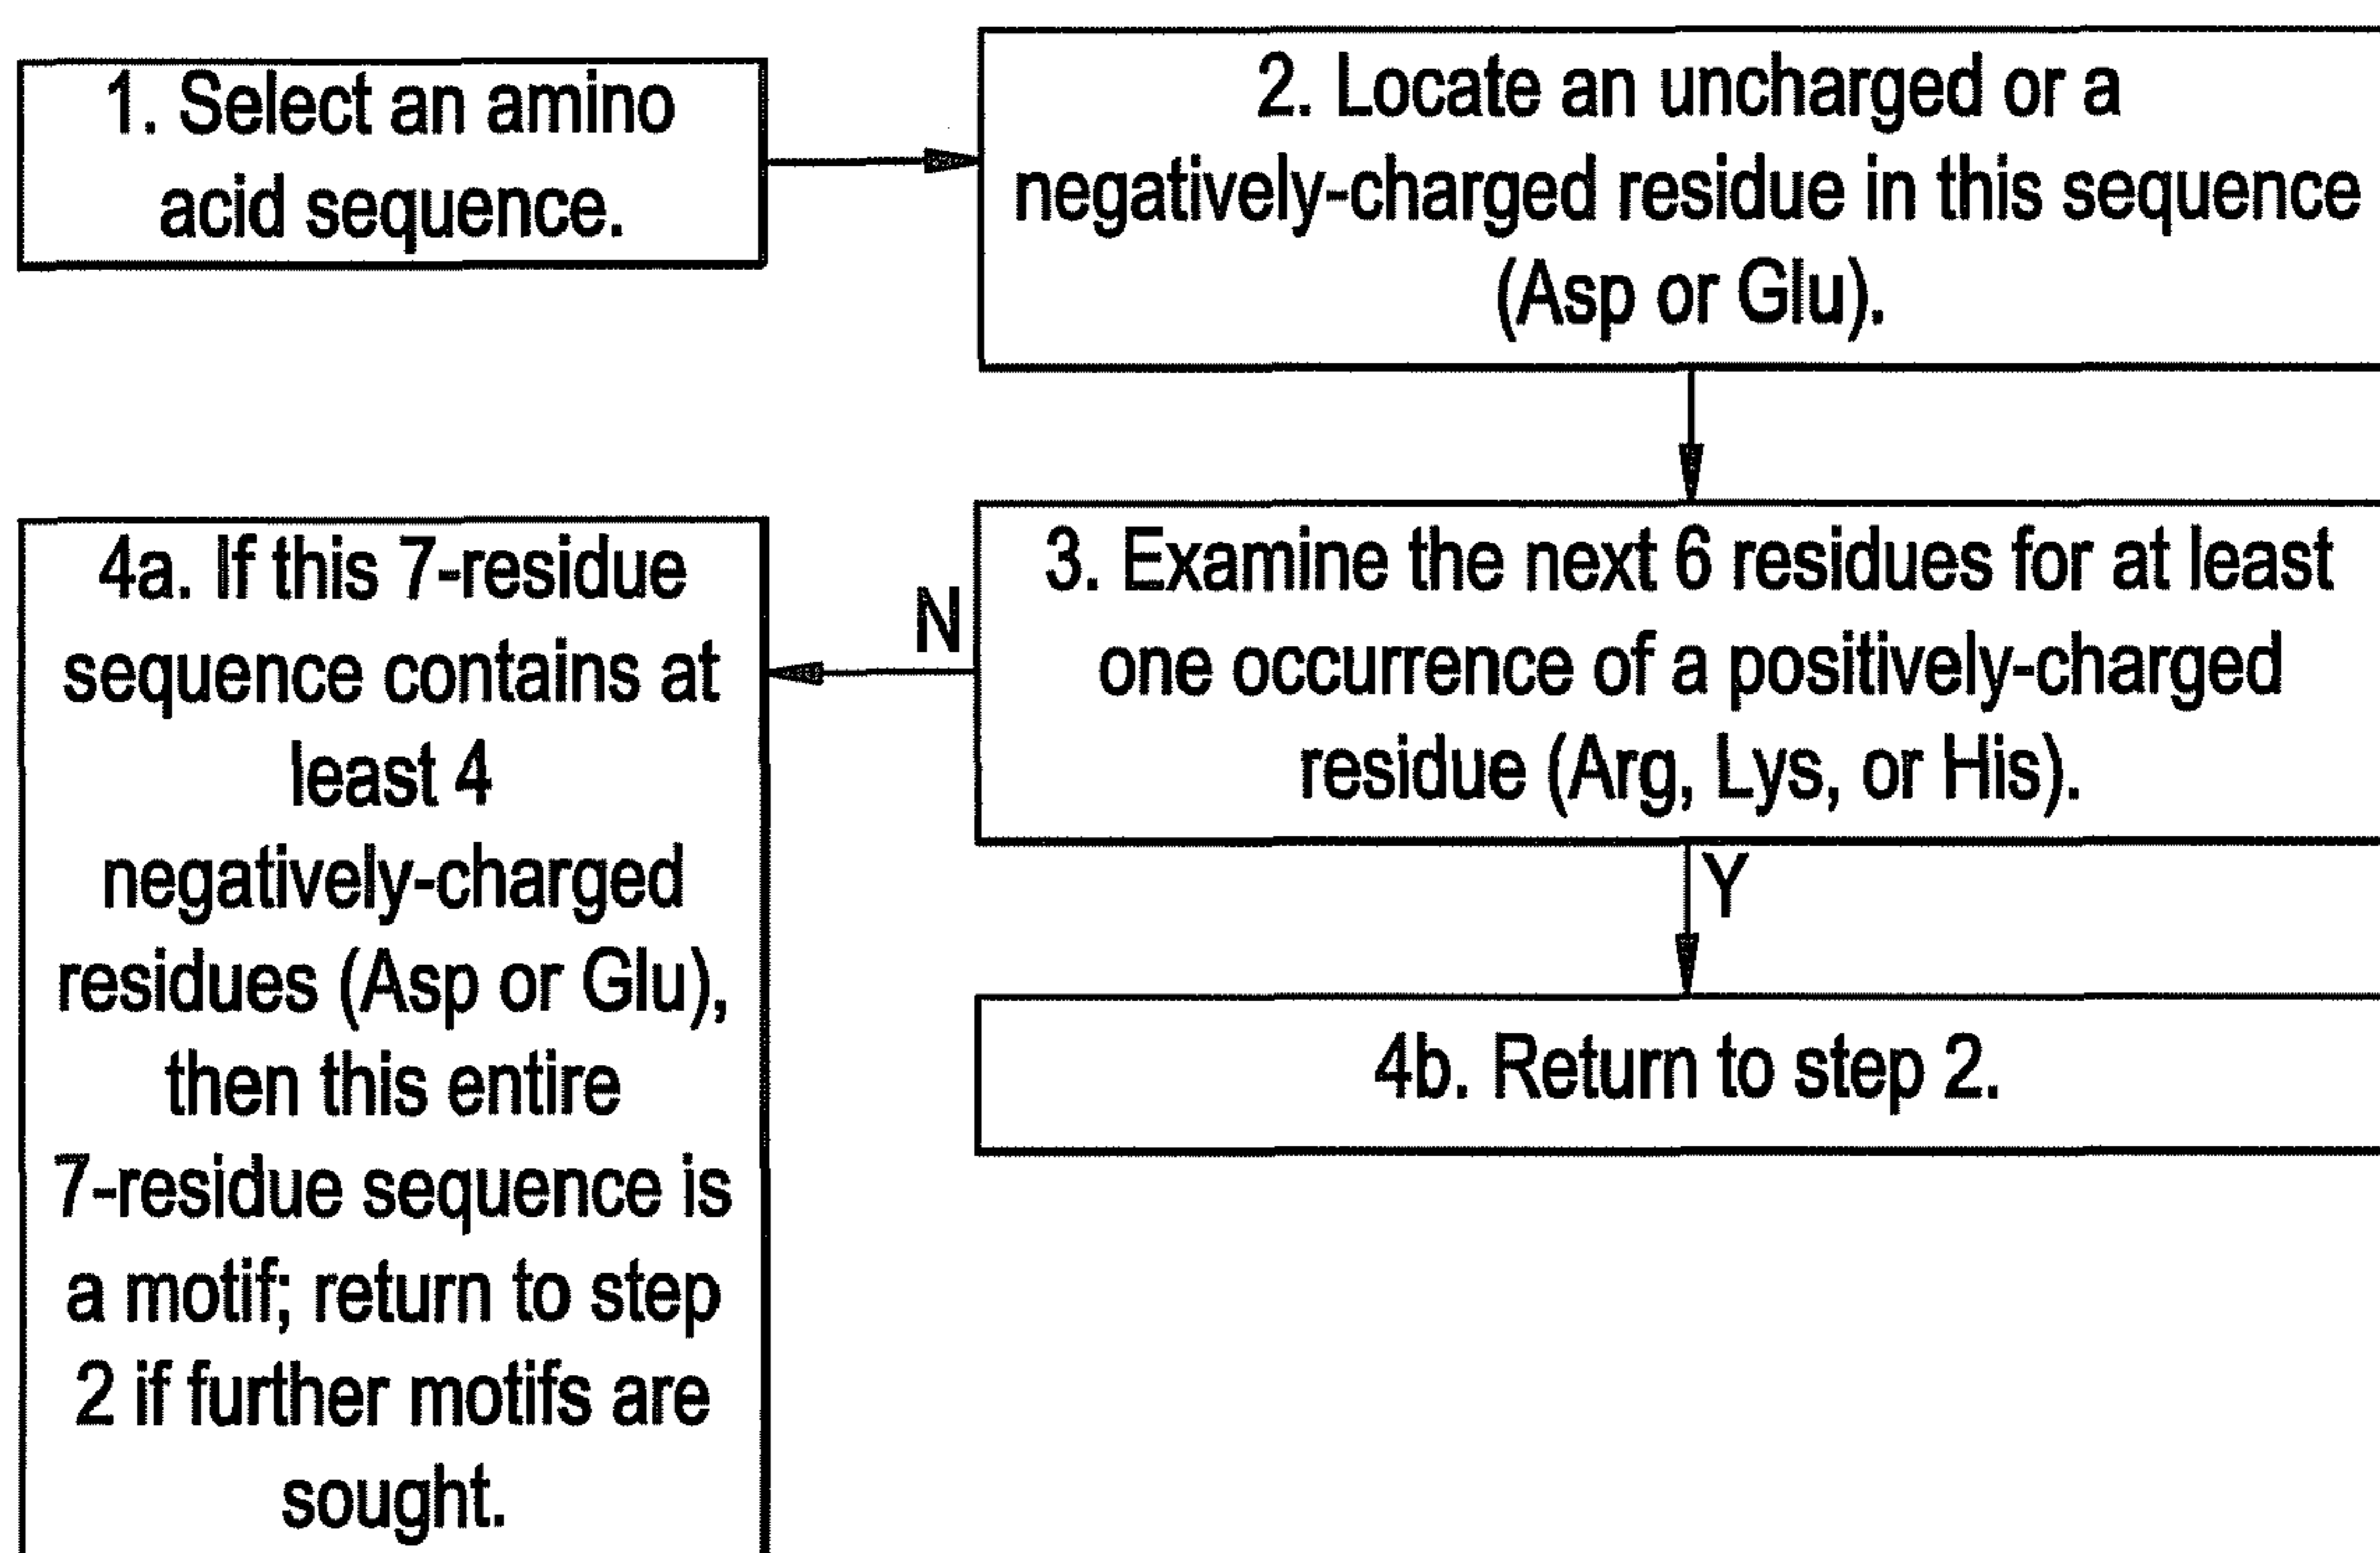 1. Select an amino
acid sequence.
2. Locate an uncharged or a
negatively-charged residue in this sequence
(Asp or Glu).
3. Examine the next 6 residues for at least
one occurrence of a positively-charged
residue (Arg, Lys, or His).
N
Y
4a. If this 7-residue
sequence contains at
least 4
negatively-charged
residues (Asp or Glu),
then this entire
7-residue sequence is
a motif; return to step
2 if further motifs are
sought.
4b. Return to step 2.